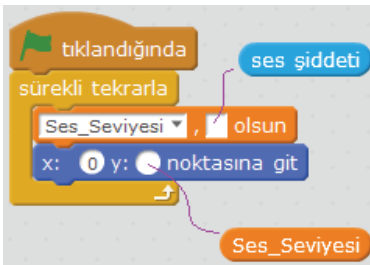 tıklandığında
ses şiddeti
sürekli tekrarla
Ses_Seviyesi , olsun
x: 0 y: noktasına git
Ses_Seviyesi